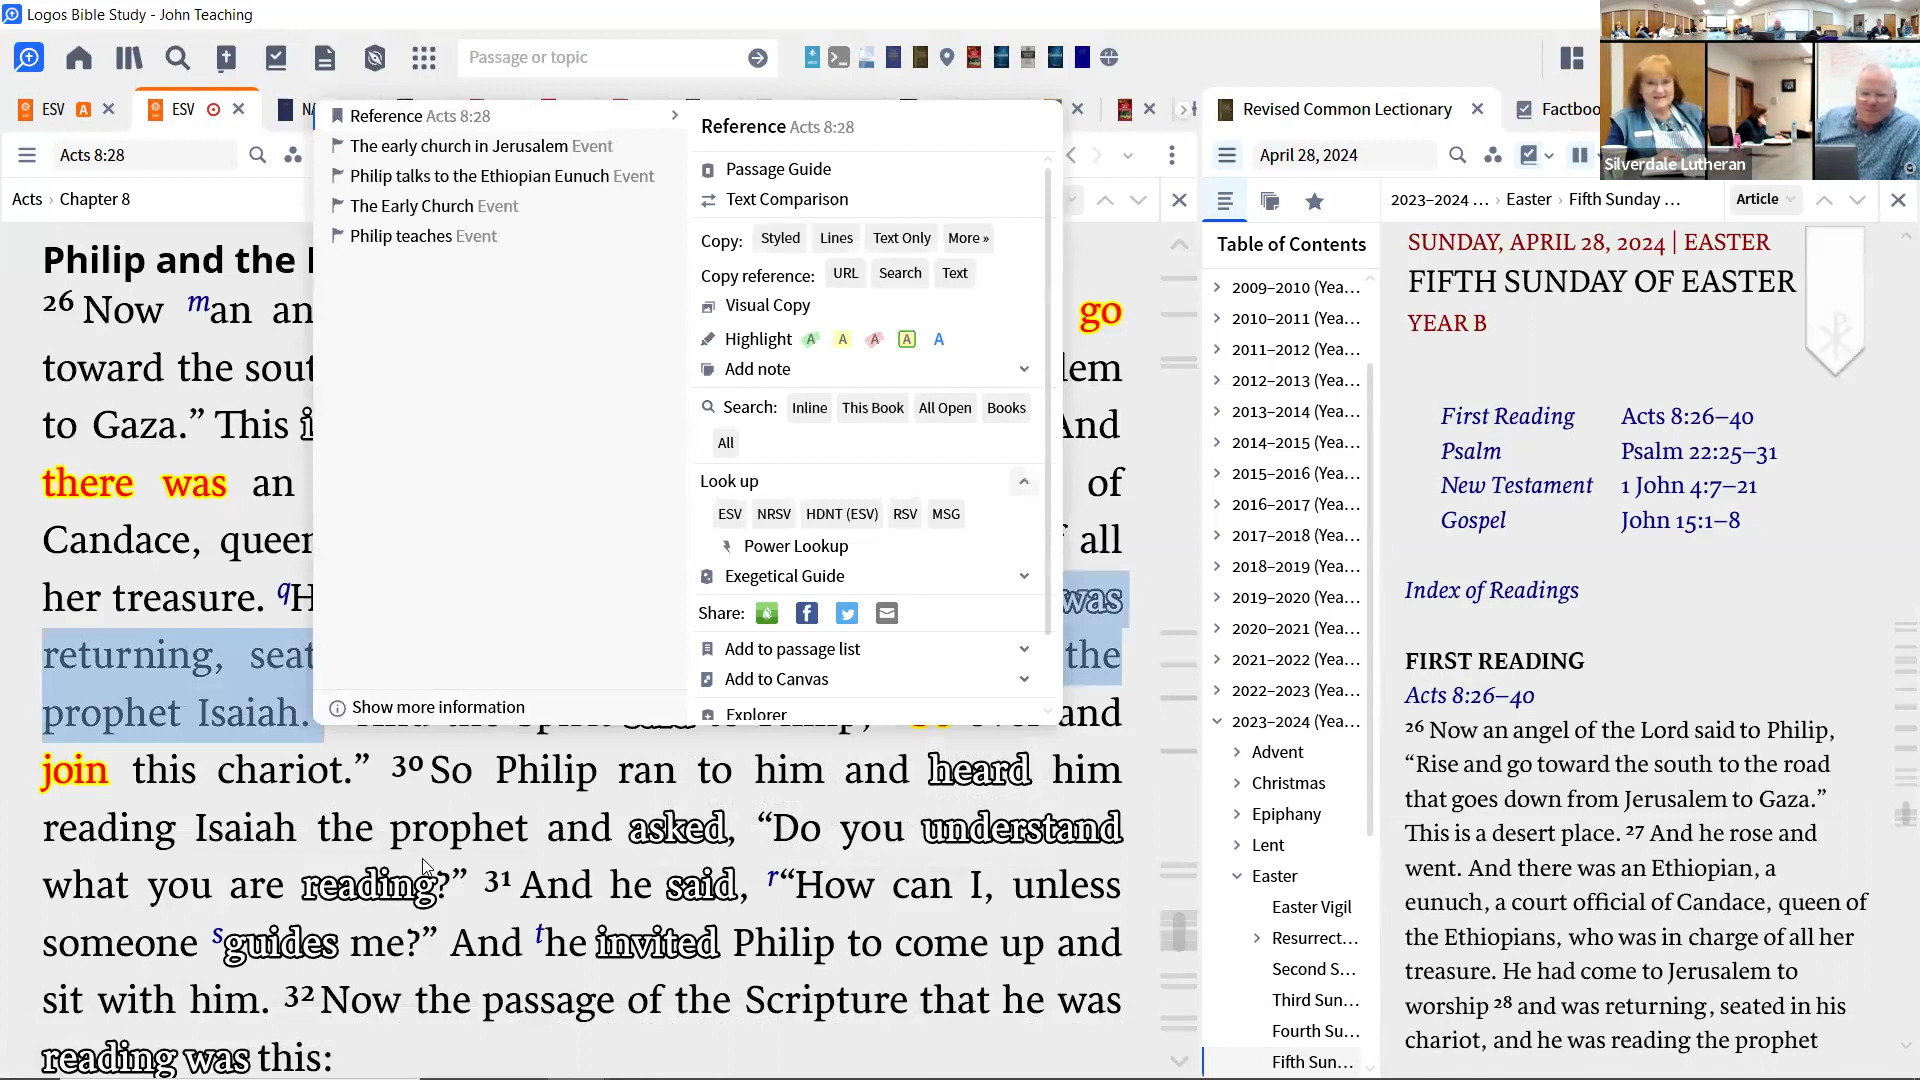 Logos Bible Study - John Teaching
Passage or topic
ESV A
ESV
Acts 8:28
Acts › Chapter 8
Philip and the
26 Now man an
go
toward the sout
lem
to Gaza.” This
And
there was an
of
Candace, queen
all
her treasure. qH
was
returning, seat
the
prophet Isaiah.
and
join this chariot.” 30 So Philip ran to him and heard him
reading Isaiah the prophet and asked, “Do you understand
what you are reading?” 31 And he said, r“How can I, unless
someone sguides me?” And the invited Philip to come up and
sit with him. 32 Now the passage of the Scripture that he was
reading was this:
Reference Acts 8:28
The early church in Jerusalem Event
Philip talks to the Ethiopian Eunuch Event
The Early Church Event
Philip teaches Event
Show more information
Reference Acts 8:28
Passage Guide
Text Comparison
Copy: Styled Lines Text Only More »
Copy reference: URL Search Text
Visual Copy
Highlight A A A A A
Add note
Search: Inline This Book All Open Books
All
Look up
ESV NRSV HDNT (ESV) RSV MSG
Power Lookup
Exegetical Guide
Share:
Add to passage list
Add to Canvas
Explorer
Revised Common Lectionary
Factboo
April 28, 2024
2023–2024 ... › Easter › Fifth Sunday ...
Article
Table of Contents
2009–2010 (Yea...
2010–2011 (Yea...
2011–2012 (Yea...
2012–2013 (Yea...
2013–2014 (Yea...
2014–2015 (Yea...
2015–2016 (Yea...
2016–2017 (Yea...
2017–2018 (Yea...
2018–2019 (Yea...
2019–2020 (Yea...
2020–2021 (Yea...
2021–2022 (Yea...
2022–2023 (Yea...
2023–2024 (Yea...
Advent
Christmas
Epiphany
Lent
Easter
Easter Vigil
Resurrect...
Second S...
Third Sun...
Fourth Su...
Fifth Sun...
SUNDAY, APRIL 28, 2024 | EASTER
FIFTH SUNDAY OF EASTER
YEAR B
First Reading Acts 8:26–40
Psalm Psalm 22:25–31
New Testament 1 John 4:7–21
Gospel John 15:1–8
Index of Readings
FIRST READING
Acts 8:26–40
26 Now an angel of the Lord said to Philip,
“Rise and go toward the south to the road
that goes down from Jerusalem to Gaza.”
This is a desert place. 27 And he rose and
went. And there was an Ethiopian, a
eunuch, a court official of Candace, queen of
the Ethiopians, who was in charge of all her
treasure. He had come to Jerusalem to
worship 28 and was returning, seated in his
chariot, and he was reading the prophet
Silverdale Lutheran